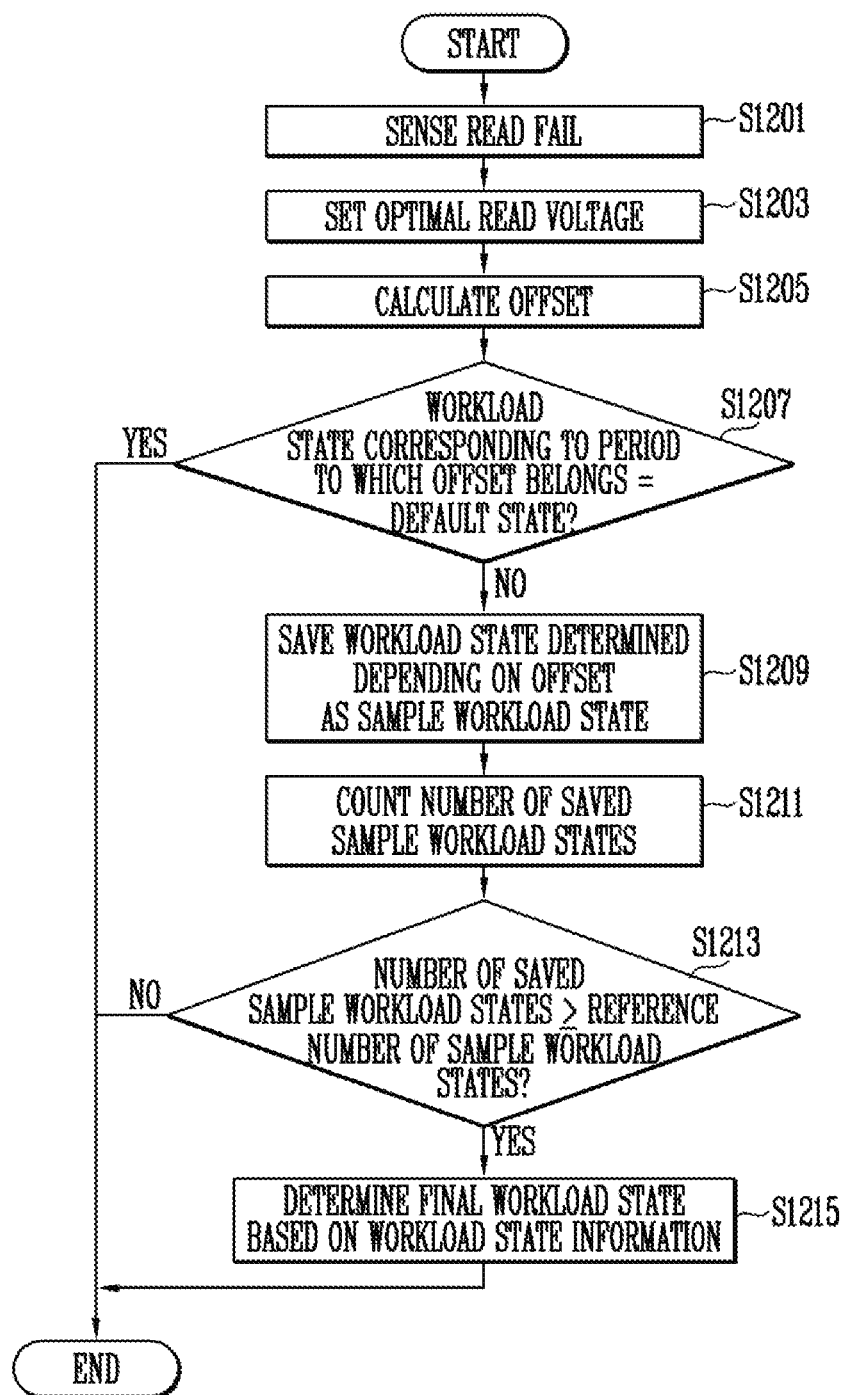 START
SENSE READ FAIL
S1201
SET OPTIMAL READ VOLTAGE
S1203
CALCULATE OFFSET
S1205
WORKLOAD
STATE CORRESPONDING TO PERIOD
TO WHICH OFFSET BELONGS =
DEFAULT STATE?
S1207
YES
NO
SAVE WORKLOAD STATE DETERMINED
DEPENDING ON OFFSET
AS SAMPLE WORKLOAD STATE
S1209
COUNT NUMBER OF SAVED
SAMPLE WORKLOAD STATES
S1211
NUMBER OF SAVED
SAMPLE WORKLOAD STATES ≥ REFERENCE
NUMBER OF SAMPLE WORKLOAD
STATES?
S1213
NO
YES
DETERMINE FINAL WORKLOAD STATE
BASED ON WORKLOAD STATE INFORMATION
S1215
END